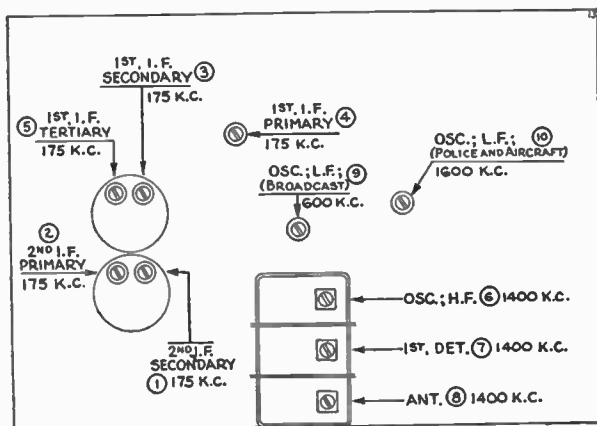 1ST. I.F.
SECONDARY ③
175 K.C.
1ST. I.F.
⑤ TERTIARY
175 K.C.
1ST. I.F.
PRIMARY ④
175 K.C.
OSC.; L.F.; ⑩
(POLICE AND AIRCRAFT)
1600 K.C.
OSC.; L.F.; ⑨
(BROADCAST)
600 K.C.
②
2ND I.F.
PRIMARY
175 K.C.
2ND I.F.
SECONDARY
① 175 K.C.
OSC.; H.F. ⑥ 1400 K.C.
1ST. DET. ⑦ 1400 K.C.
ANT. ⑧ 1400 K.C.